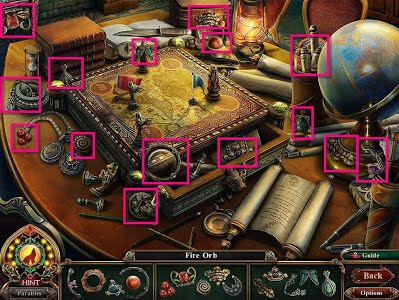 Fire Orb
Guide
HINT
Parables
Back
Options